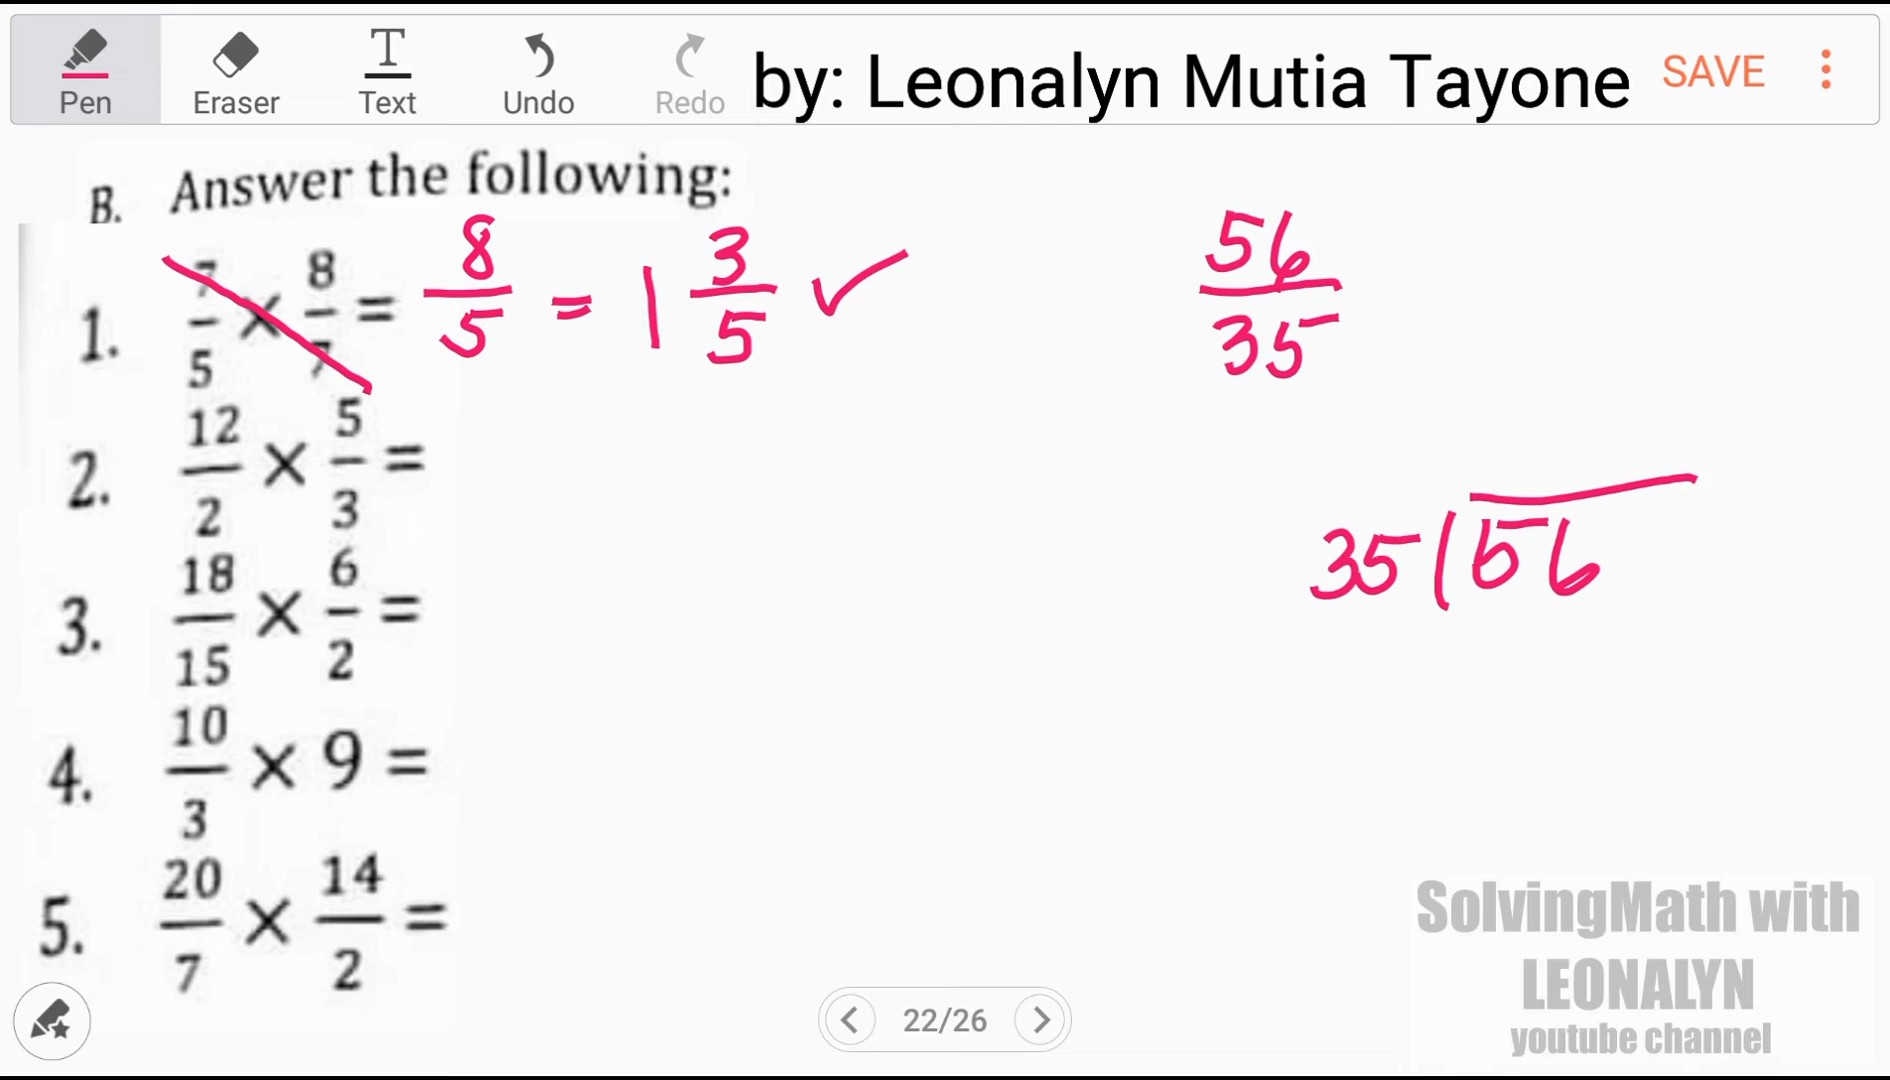 Pen Eraser Text Undo Redo by: Leonalyn Mutia Tayone SAVE
B. Answer the following:
1. 7/5 × 8/7 = 8/5 = 1 3/5 ✓
56/35
2. 12/2 × 5/3 =
35 56
3. 18/15 × 6/2 =
4. 10/3 × 9 =
5. 20/7 × 14/2 =
SolvingMath with
LEONALYN
youtube channel
22/26